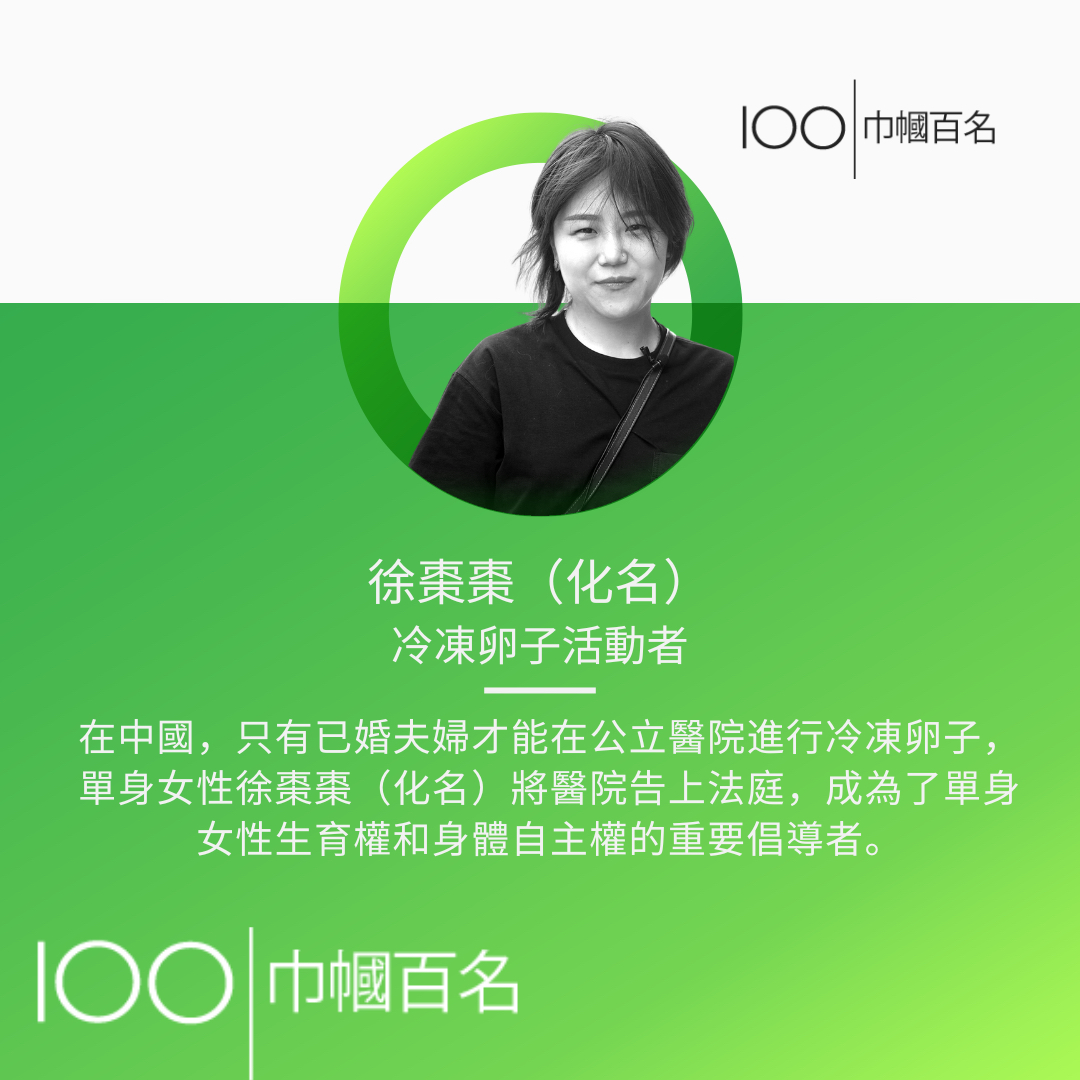 100 巾幗百名
徐棗棗（化名）
冷凍卵子活動者
在中國，只有已婚夫婦才能在公立醫院進行冷凍卵子，
單身女性徐棗棗（化名）將醫院告上法庭，成為了單身
女性生育權和身體自主權的重要倡導者。
100 巾幗百名